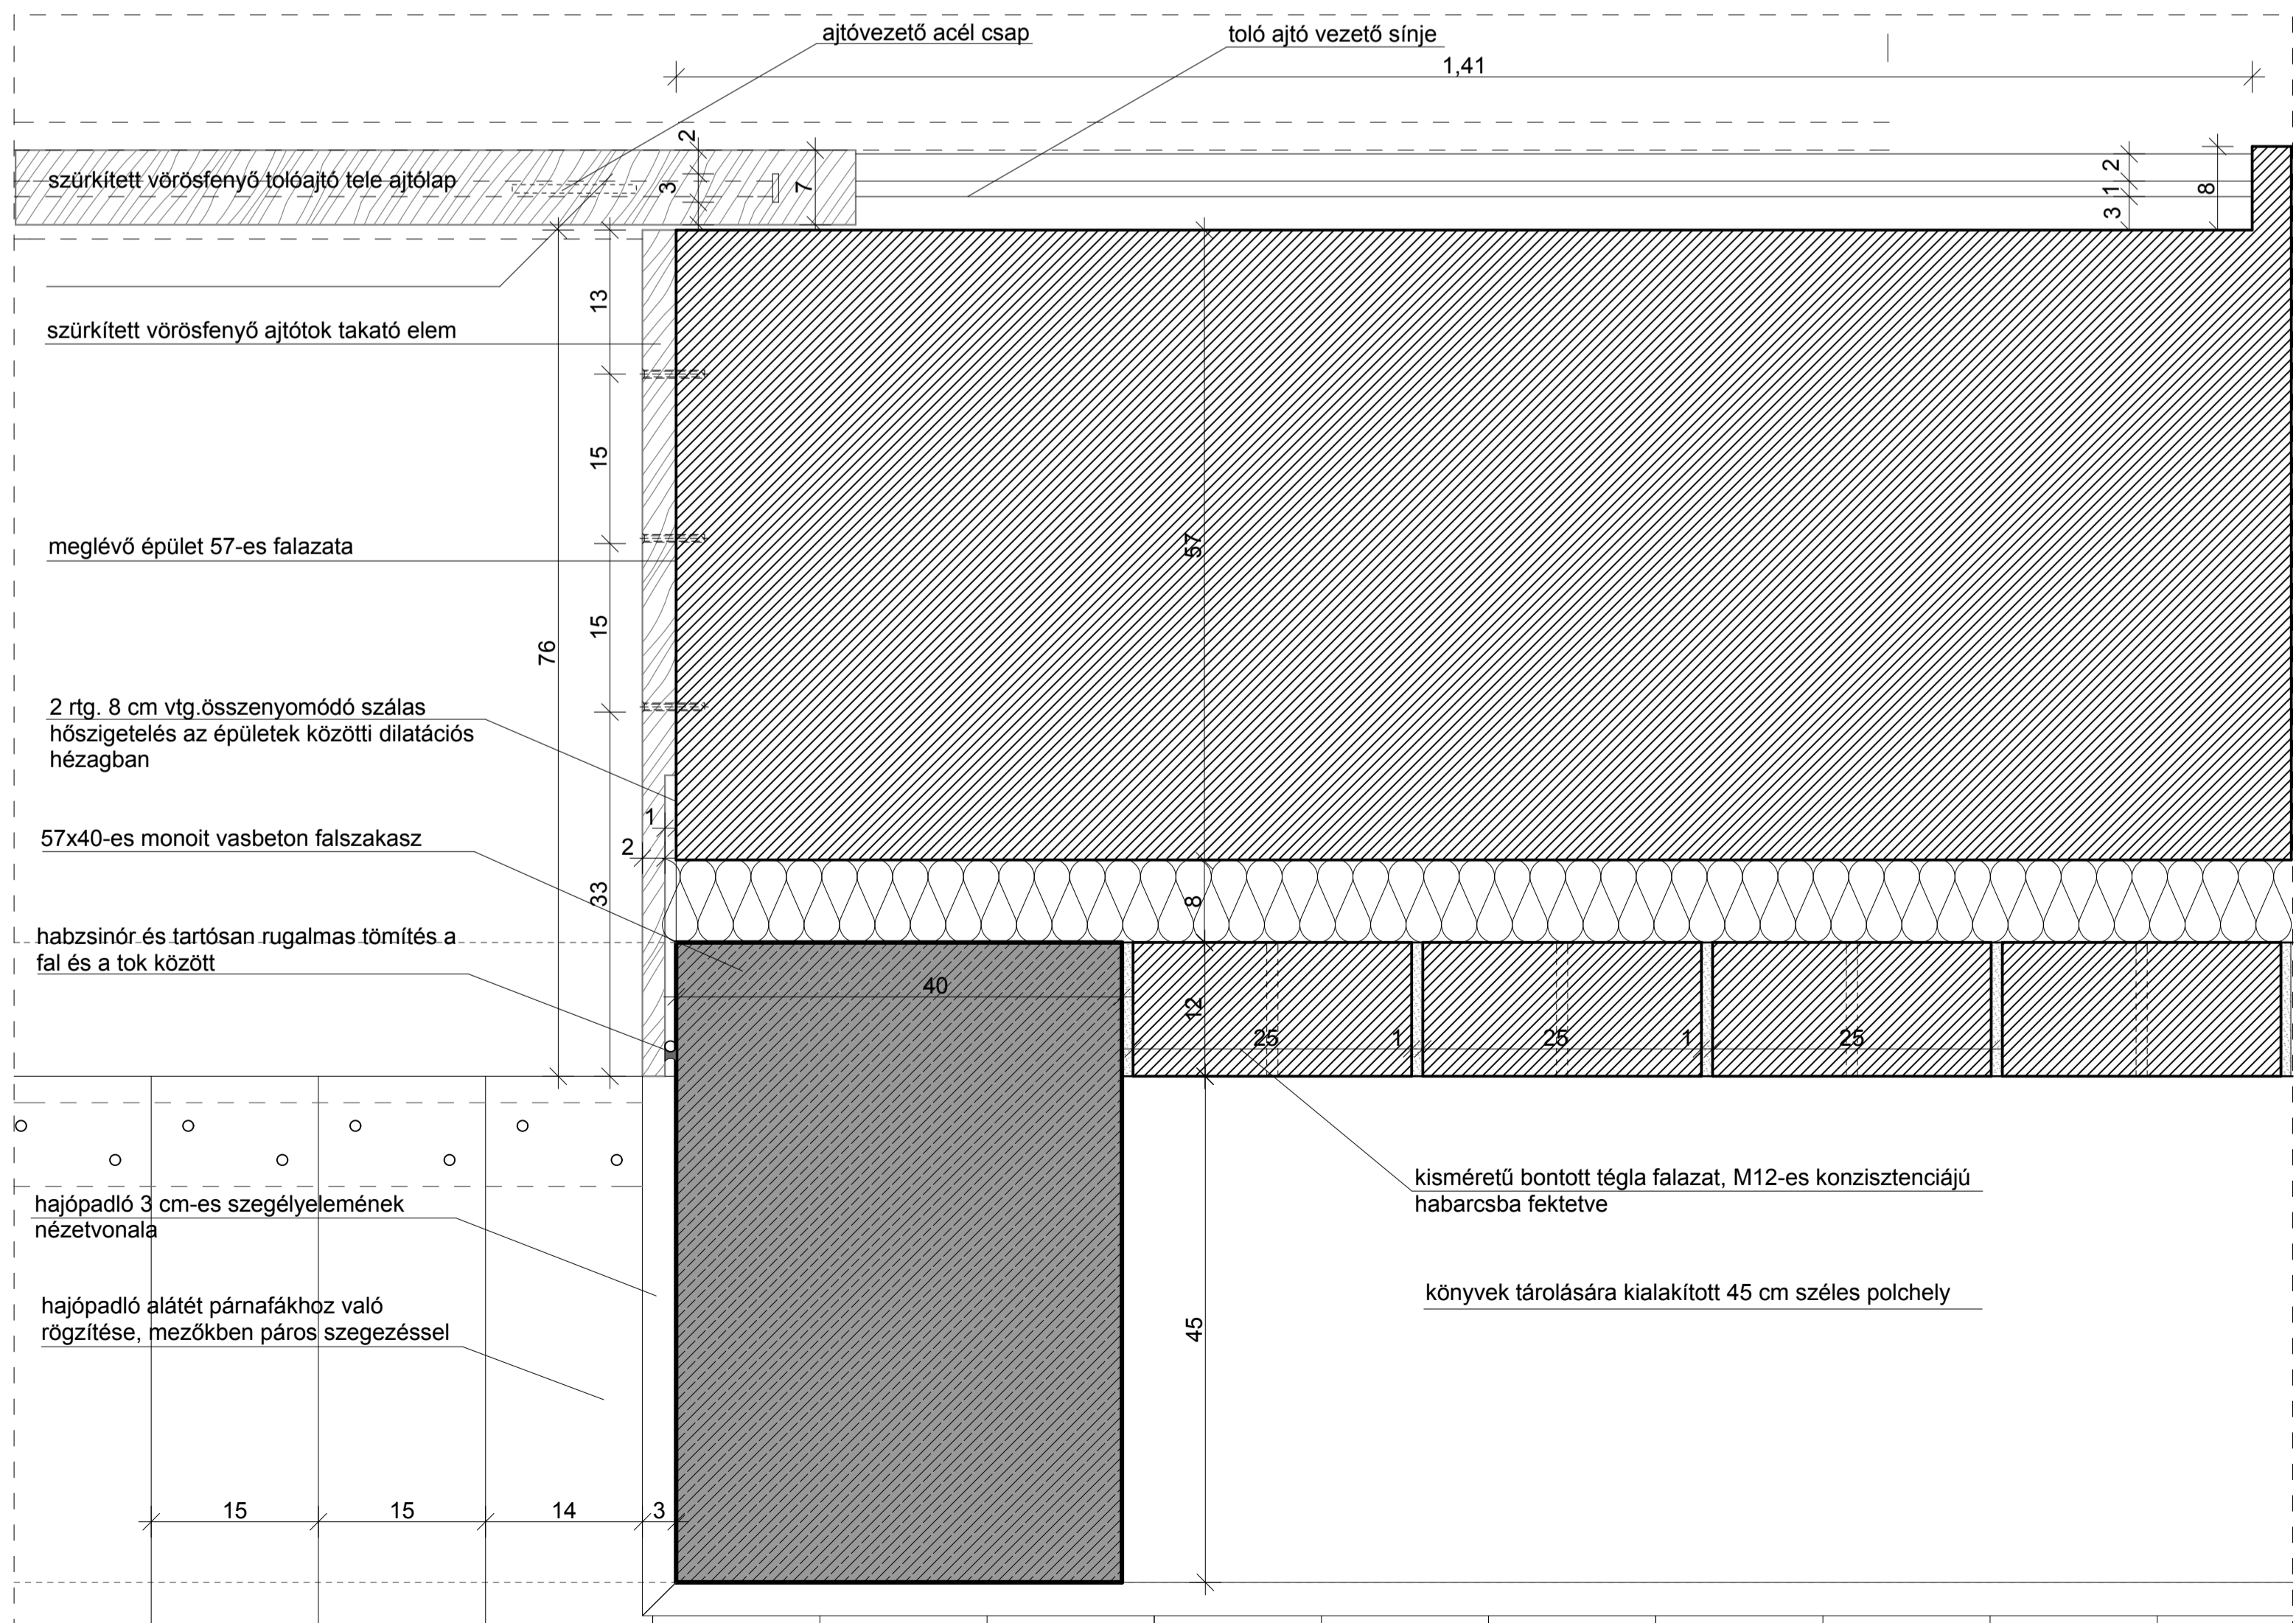 ajtóvezető acél csap
toló ajtó vezető sínje
1,41
2
szürkített vörösfenyő tolóajtó tele ajtólap
3
7
2
1
3
8
13
szürkített vörösfenyő ajtótok takató elem
15
meglévő épület 57-es falazata
57
15
76
2 rtg. 8 cm vtg.összenyomódó szálas
hőszigetelés az épületek közötti dilatációs
hézagban
1
57x40-es monoit vasbeton falszakasz
2
33
8
habzsinór és tartósan rugalmas tömítés a
fal és a tok között
40
12
25
1
25
1
25
kisméretű bontott tégla falazat, M12-es konzisztenciájú
habarcsba fektetve
hajópadló 3 cm-es szegélyelemének
nézetvonala
könyvek tárolására kialakított 45 cm széles polchely
hajópadló alátét párnafákhoz való
rögzítése, mezőkben páros szegezéssel
45
15
15
14
3